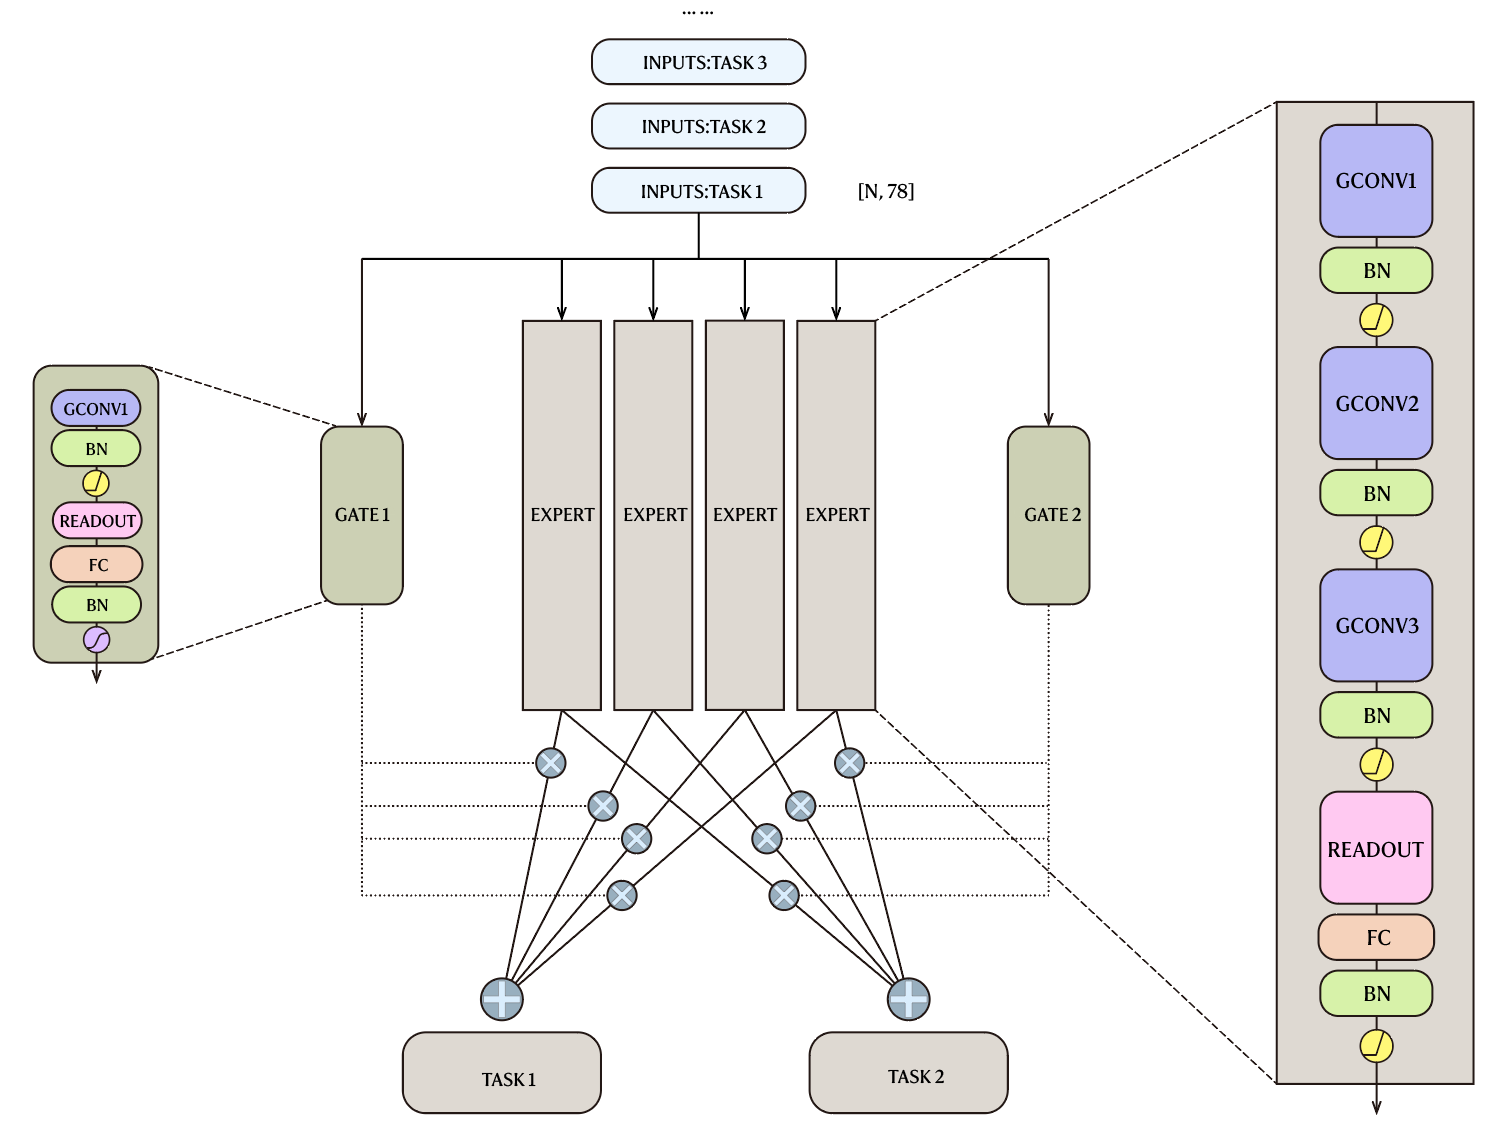 ... ...
INPUTS:TASK 3
INPUTS:TASK 2
INPUTS:TASK 1
[N, 78]
GCONV1
BN
READOUT
FC
BN
GATE 1
EXPERT
EXPERT
EXPERT
EXPERT
GATE 2
GCONV1
BN
GCONV2
BN
GCONV3
BN
READOUT
FC
BN
TASK 1
TASK 2